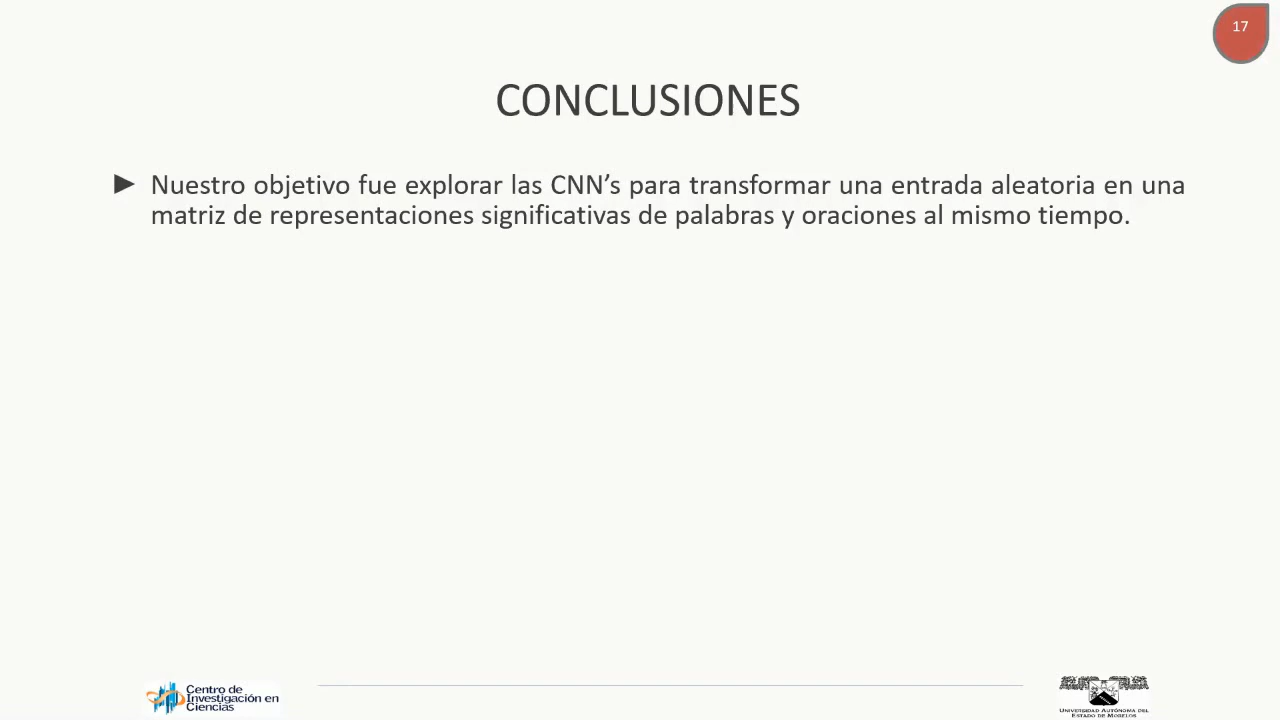 17
CONCLUSIONES
► Nuestro objetivo fue explorar las CNN’s para transformar una entrada aleatoria en una
matriz de representaciones significativas de palabras y oraciones al mismo tiempo.
Centro de
Investigación en
Ciencias
Universidad Autónoma del
Estado de Morelos